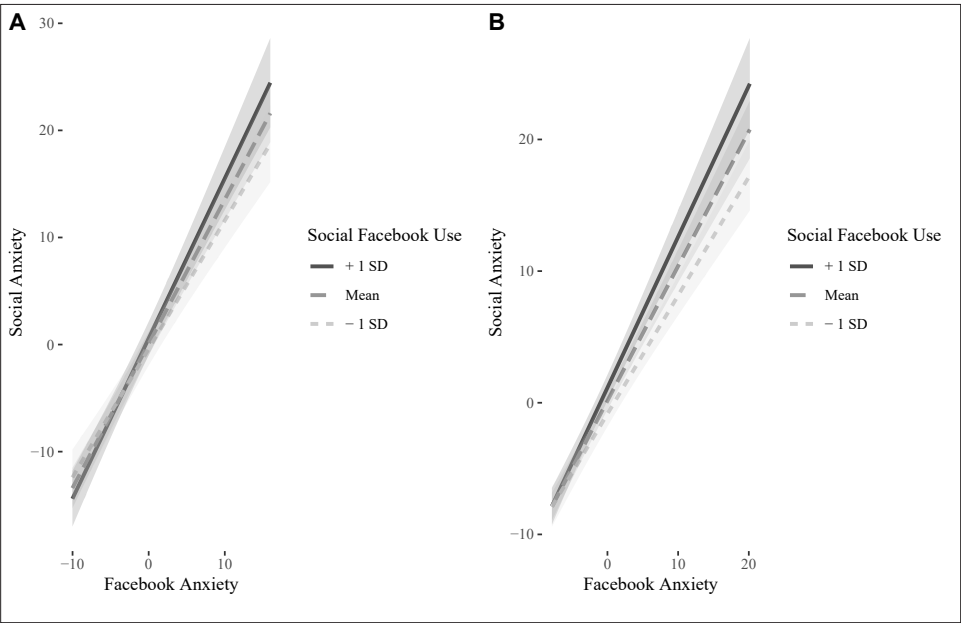 A
30
20
10
0
−10
Social Anxiety
−10
0
10
Facebook Anxiety
Social Facebook Use
+ 1 SD
Mean
− 1 SD
B
20
10
0
−10
Social Anxiety
0
10
20
Facebook Anxiety
Social Facebook Use
+ 1 SD
Mean
− 1 SD